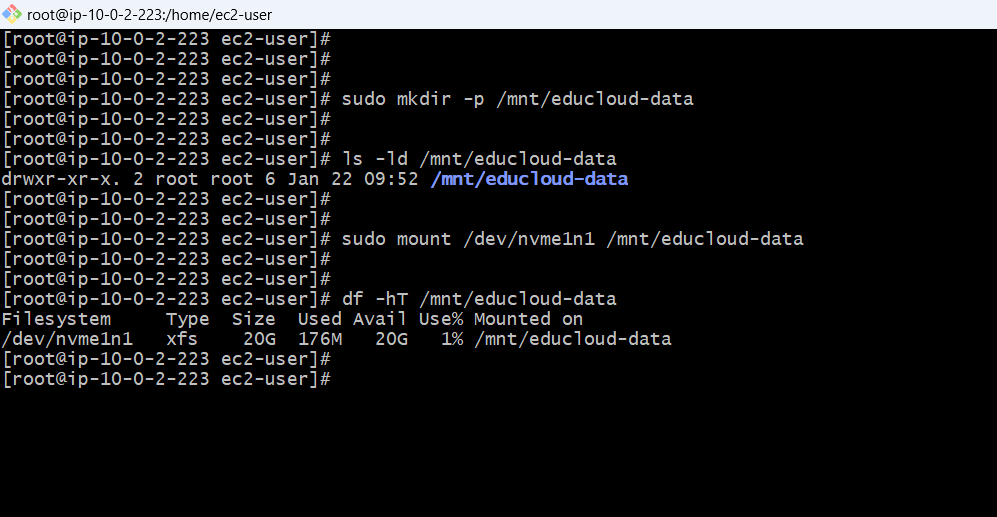 root@ip-10-0-2-223:/home/ec2-user
[root@ip-10-0-2-223 ec2-user]#
[root@ip-10-0-2-223 ec2-user]#
[root@ip-10-0-2-223 ec2-user]#
[root@ip-10-0-2-223 ec2-user]# sudo mkdir -p /mnt/educloud-data
[root@ip-10-0-2-223 ec2-user]#
[root@ip-10-0-2-223 ec2-user]#
[root@ip-10-0-2-223 ec2-user]# ls -ld /mnt/educloud-data
drwxr-xr-x. 2 root root 6 Jan 22 09:52 /mnt/educloud-data
[root@ip-10-0-2-223 ec2-user]#
[root@ip-10-0-2-223 ec2-user]#
[root@ip-10-0-2-223 ec2-user]# sudo mount /dev/nvme1n1 /mnt/educloud-data
[root@ip-10-0-2-223 ec2-user]#
[root@ip-10-0-2-223 ec2-user]#
[root@ip-10-0-2-223 ec2-user]# df -hT /mnt/educloud-data
Filesystem     Type  Size  Used Avail Use% Mounted on
/dev/nvme1n1   xfs    20G  176M   20G   1% /mnt/educloud-data
[root@ip-10-0-2-223 ec2-user]#
[root@ip-10-0-2-223 ec2-user]#